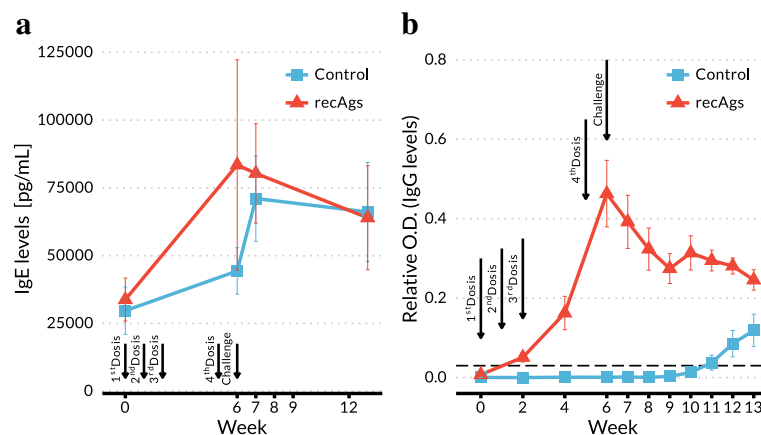 a
IgE levels [pg/mL]
125000
100000
75000
50000
25000
0
Control
recAgs
1stDosis
2ndDosis
3rdDosis
4thDosis
Challenge
0 6 7 8 9 12
Week
b
Relative O.D. (IgG levels)
0.8
0.6
0.4
0.2
0.0
Control
recAgs
1stDosis
2ndDosis
3rdDosis
4thDosis
Challenge
0 2 4 6 7 8 9 10 11 12 13
Week